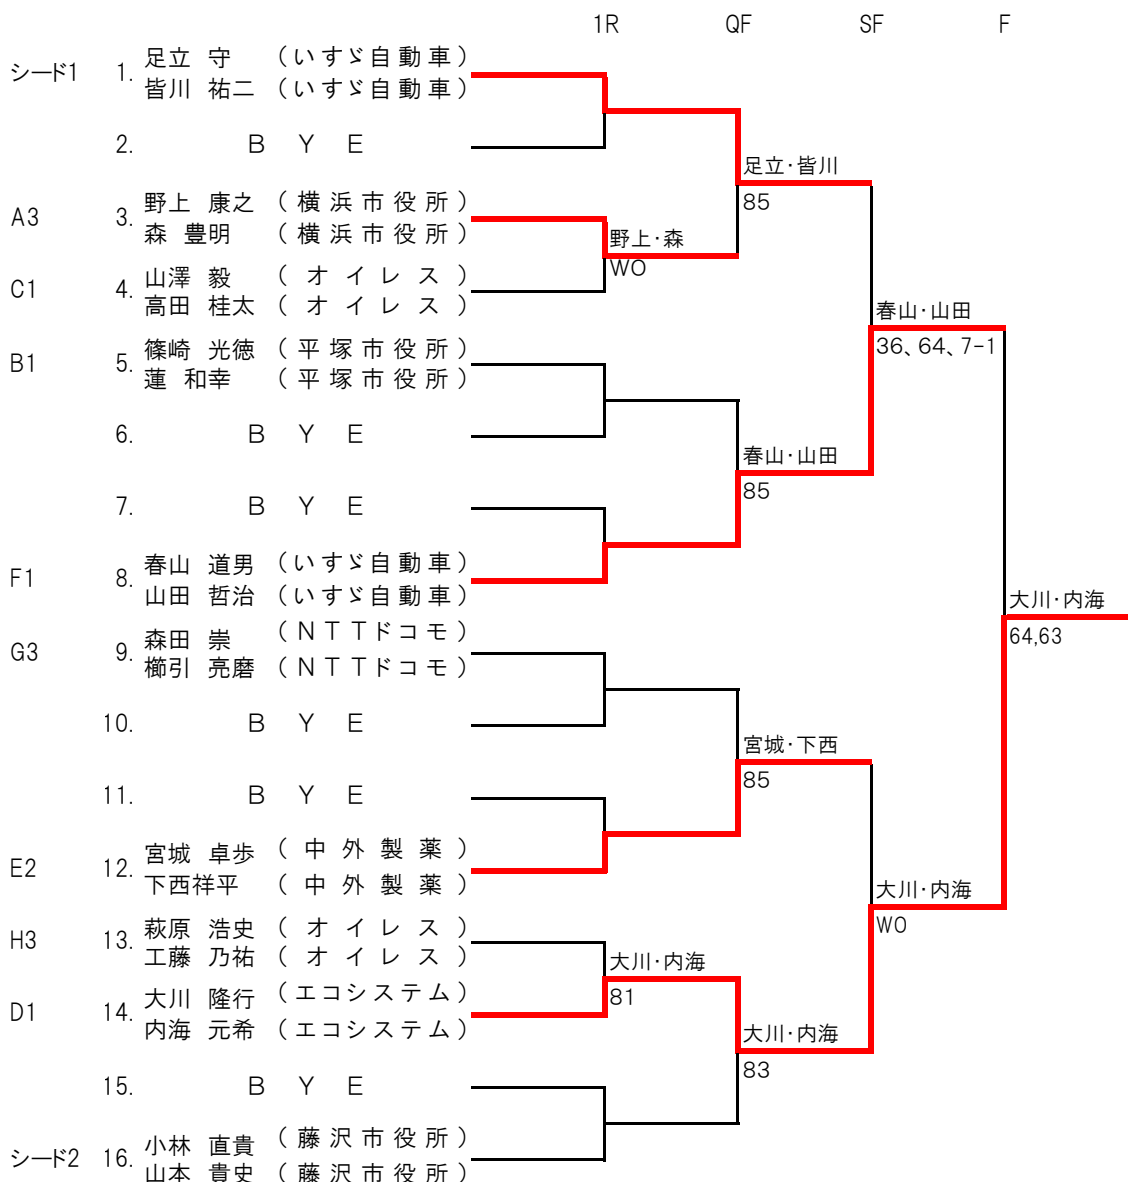 1R QF SF F
シード1 1. 足立 守 (いすゞ自動車)
皆川 祐二 (いすゞ自動車)
2. BYE
足立・皆川
85
A3 3. 野上 康之 (横浜市役所)
森 豊明 (横浜市役所)
野上・森
WO
C1 4. 山澤 毅 (オイレス)
高田 桂太 (オイレス)
春山・山田
36、64、7-1
B1 5. 篠崎 光徳 (平塚市役所)
蓮 和幸 (平塚市役所)
6. BYE
春山・山田
85
7. BYE
F1 8. 春山 道男 (いすゞ自動車)
山田 哲治 (いすゞ自動車)
大川・内海
64,63
G3 9. 森田 崇 (NTTドコモ)
櫛引 亮磨 (NTTドコモ)
10. BYE
宮城・下西
85
11. BYE
E2 12. 宮城 卓歩 (中外製薬)
下西祥平 (中外製薬)
大川・内海
WO
H3 13. 萩原 浩史 (オイレス)
工藤 乃祐 (オイレス)
大川・内海
81
D1 14. 大川 隆行 (エコシステム)
内海 元希 (エコシステム)
大川・内海
83
15. BYE
シード2 16. 小林 直貴 (藤沢市役所)
山本 貴史 (藤沢市役所)